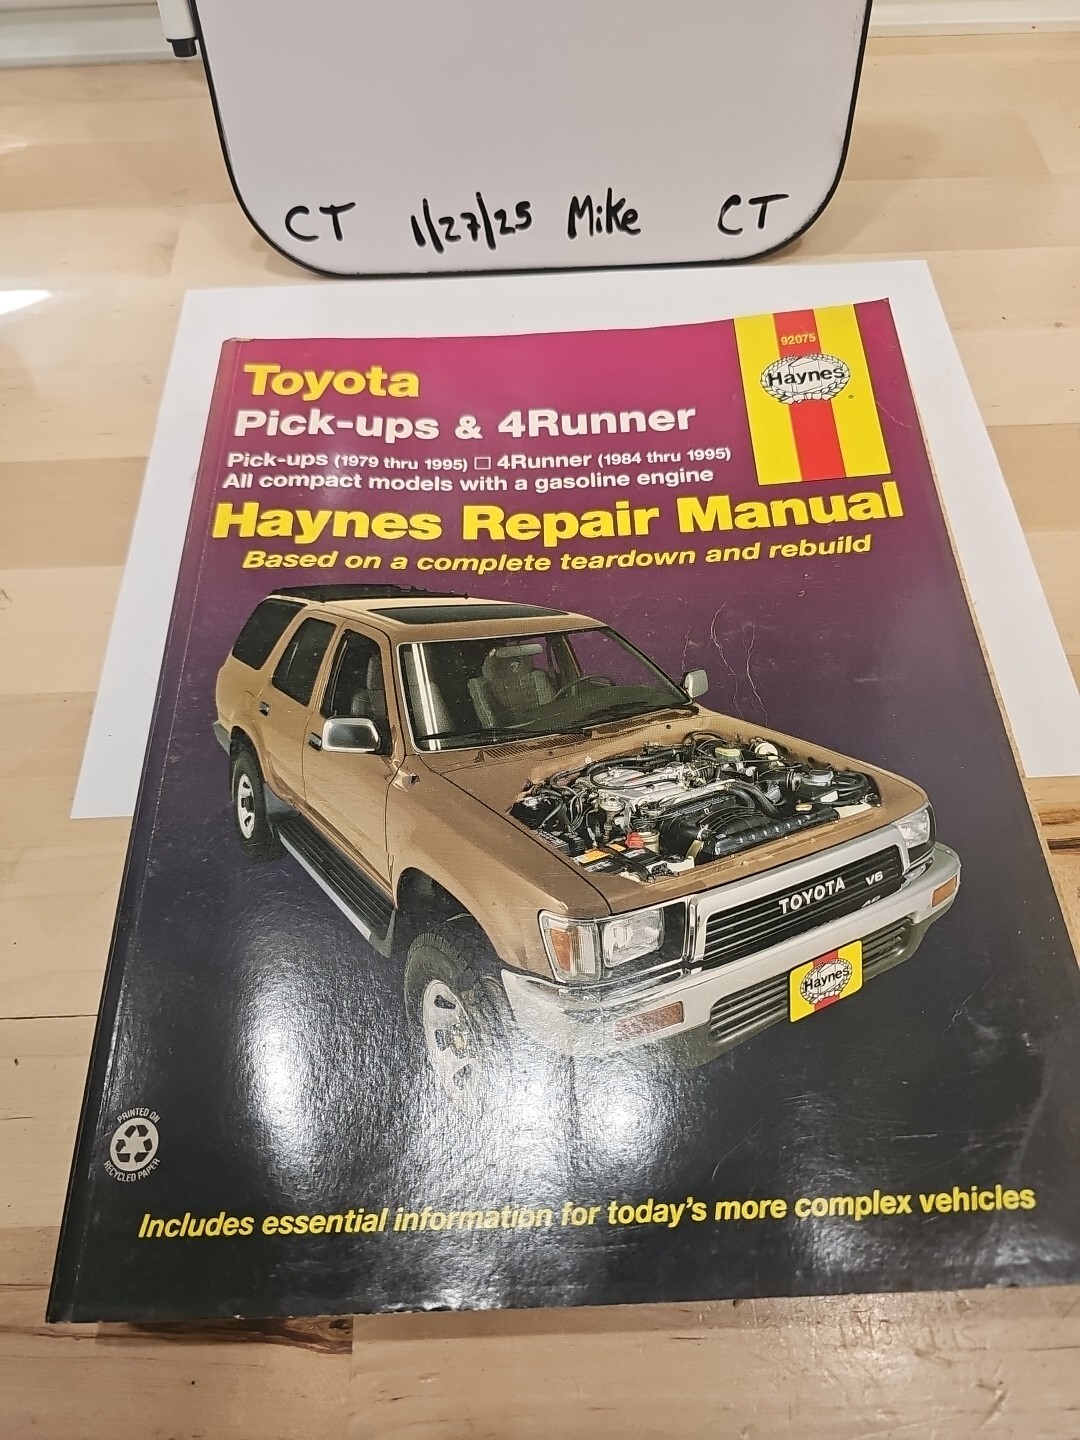 CT 1/27/25 Mike CT
92075
Haynes
Toyota
Pick-ups & 4Runner
Pick-ups (1979 thru 1995) □ 4Runner (1984 thru 1995)
All compact models with a gasoline engine
Haynes Repair Manual
Based on a complete teardown and rebuild
TOYOTA V6
Haynes
PRINTED ON
RECYCLED PAPER
Includes essential information for today's more complex vehicles